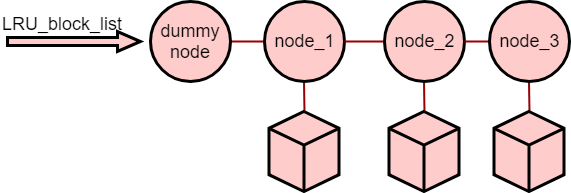 LRU_block_list
dummy
node
node_1
node_2
node_3